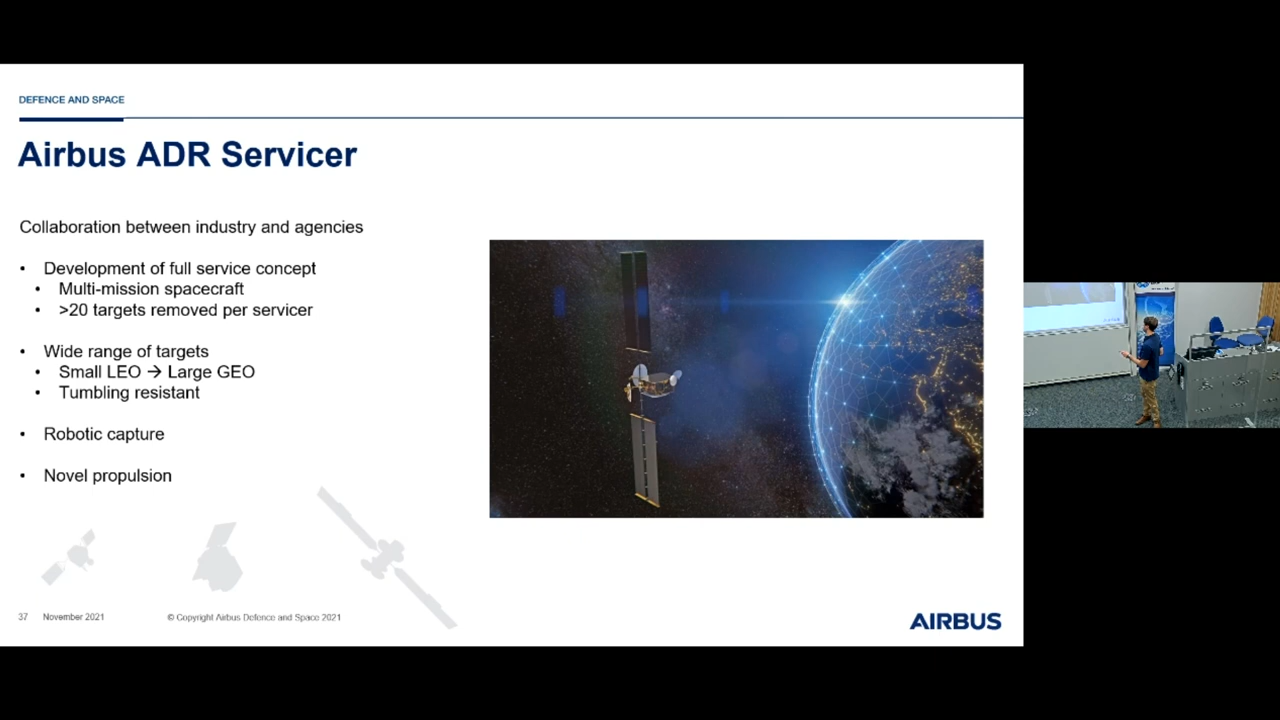 DEFENCE AND SPACE
Airbus ADR Servicer
Collaboration between industry and agencies
• Development of full service concept
• Multi-mission spacecraft
• >20 targets removed per servicer
• Wide range of targets
• Small LEO → Large GEO
• Tumbling resistant
• Robotic capture
• Novel propulsion
37 November 2021 © Copyright Airbus Defence and Space 2021
AIRBUS